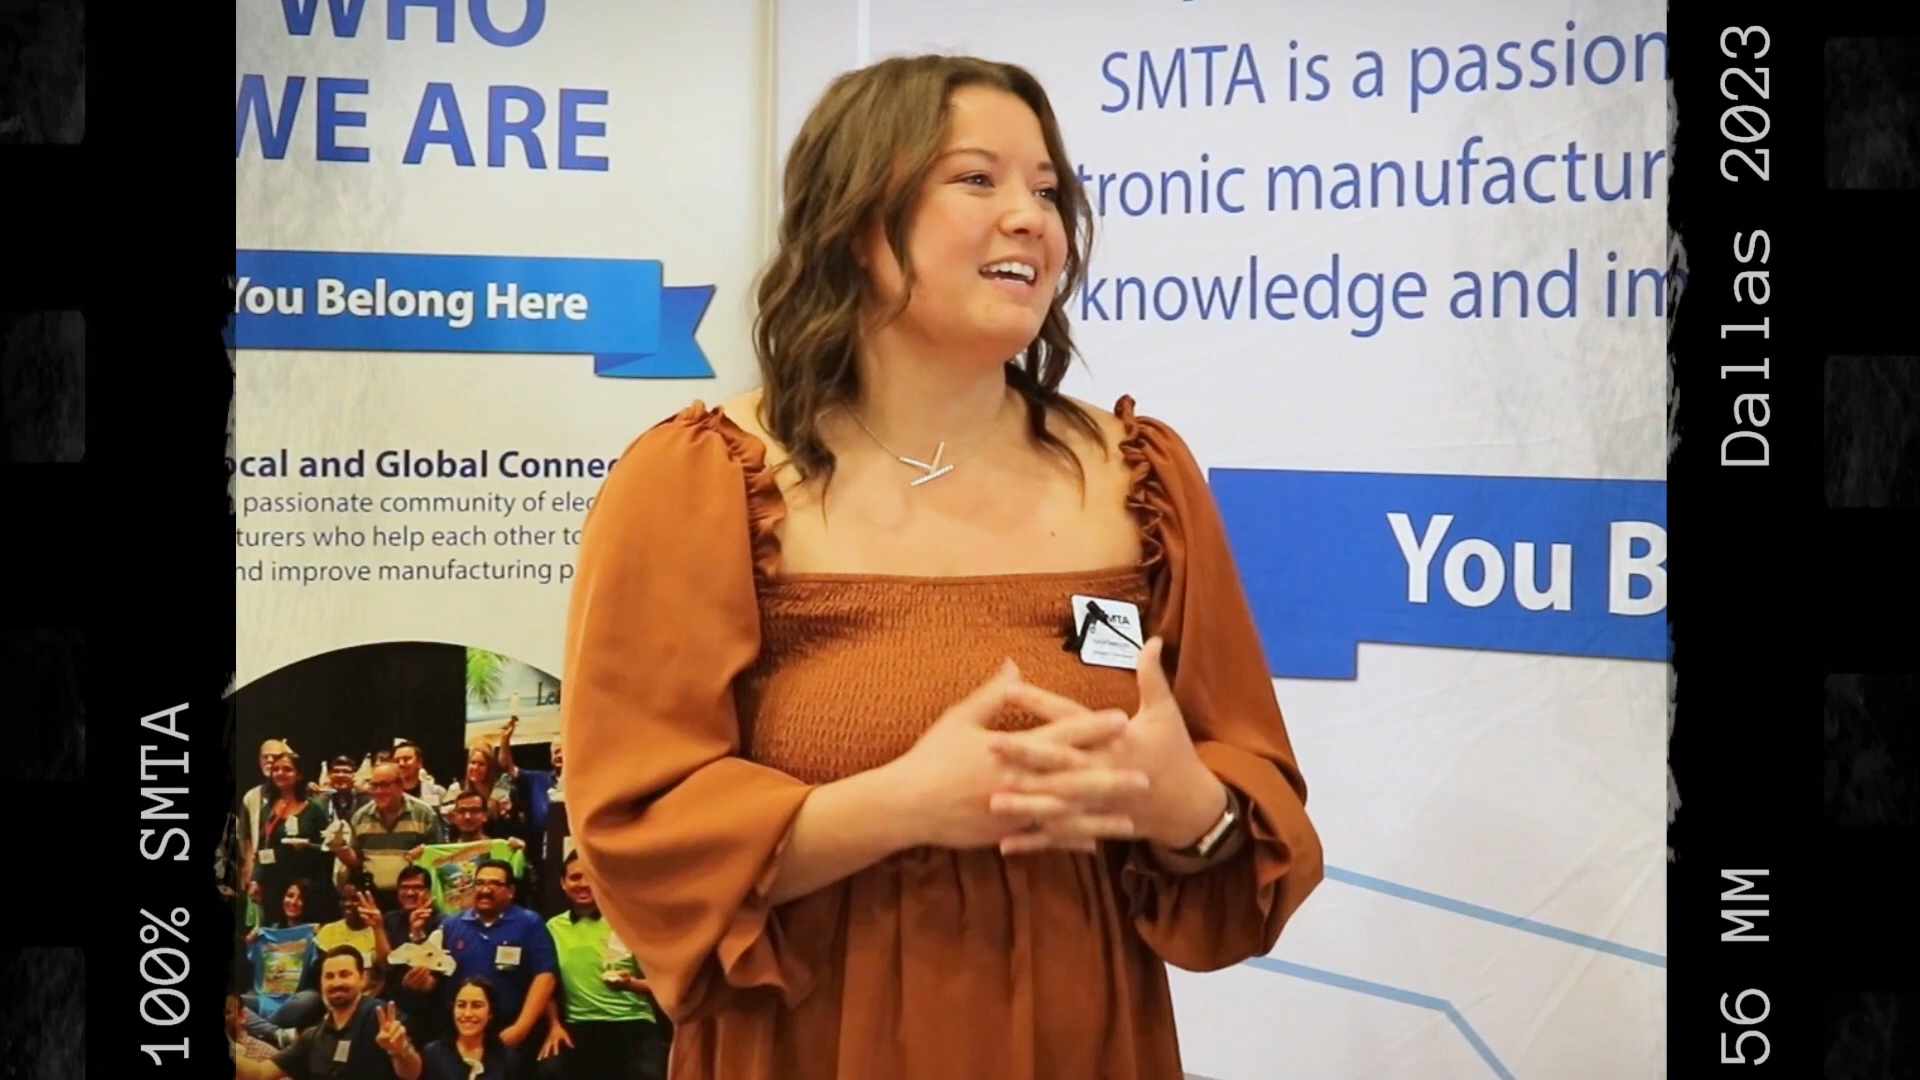 WHO
WE ARE
You Belong Here
ocal and Global Connec
passionate community of elec
turers who help each other to
nd improve manufacturing p
SMTA is a passion
tronic manufactur
knowledge and im
You B
MTA
100% SMTA
Dallas 2023
56 MM